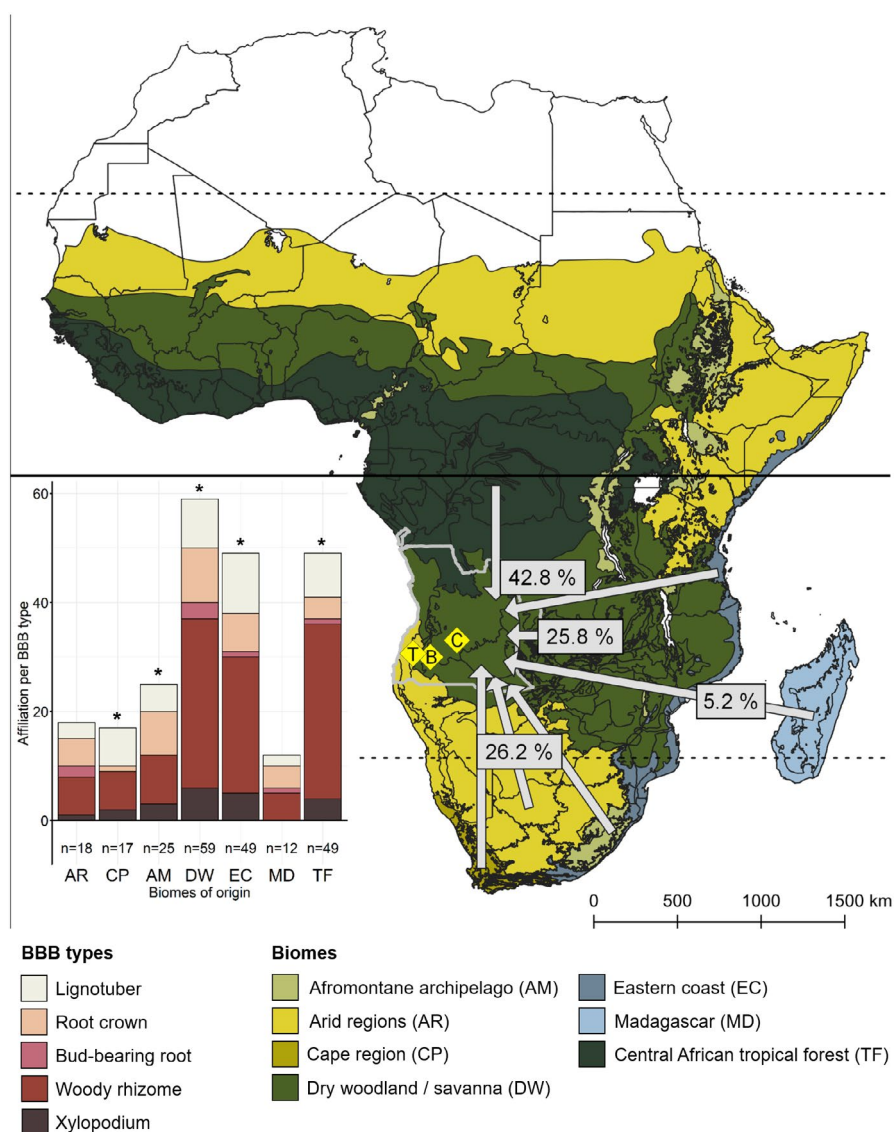 42.8 %
25.8 %
5.2 %
26.2 %
T
B
C
Affiliation per BBB type
60
40
20
0
*
*
*
*
*
n=18
n=17
n=25
n=59
n=49
n=12
n=49
AR
CP
AM
DW
EC
MD
TF
Biomes of origin
0
500
1000
1500 km
BBB types
Lignotuber
Root crown
Bud-bearing root
Woody rhizome
Xylopodium
Biomes
Afromontane archipelago (AM)
Arid regions (AR)
Cape region (CP)
Dry woodland / savanna (DW)
Eastern coast (EC)
Madagascar (MD)
Central African tropical forest (TF)